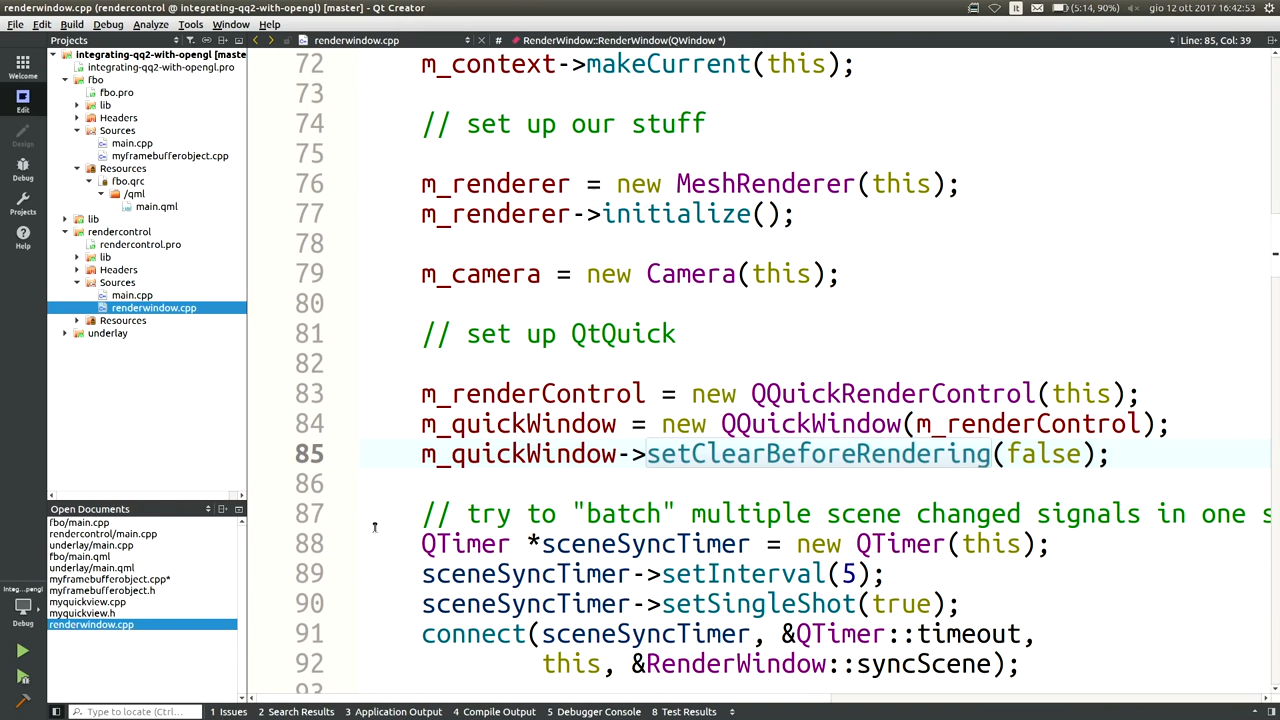 renderwindow.cpp (rendercontrol @ integrating-qq2-with-opengl) [master] - Qt Creator
It
(5:14, 90%)
gio 12 ott 2017 16:42:53
File Edit Build Debug Analyze Tools Window Help
Projects
renderwindow.cpp
#
RenderWindow::RenderWindow(QWindow *)
Line: 85, Col: 39
Welcome
Edit
Design
Debug
Projects
Help
integrating-qq2-with-opengl [maste
integrating-qq2-with-opengl.pro
fbo
fbo.pro
lib
Headers
Sources
main.cpp
myframebufferobject.cpp
Resources
fbo.qrc
/qml
main.qml
lib
rendercontrol
rendercontrol.pro
lib
Headers
Sources
main.cpp
renderwindow.cpp
Resources
underlay
Open Documents
fbo/main.cpp
rendercontrol/main.cpp
underlay/main.cpp
fbo/main.qml
underlay/main.qml
myframebufferobject.cpp*
myframebufferobject.h
myquickview.cpp
myquickview.h
renderwindow.cpp
Integ...pengl
Debug
72 m_context->makeCurrent(this);
73
74 // set up our stuff
75
76 m_renderer = new MeshRenderer(this);
77 m_renderer->initialize();
78
79 m_camera = new Camera(this);
80
81 // set up QtQuick
82
83 m_renderControl = new QQuickRenderControl(this);
84 m_quickWindow = new QQuickWindow(m_renderControl);
85 m_quickWindow->setClearBeforeRendering(false);
86
87 // try to "batch" multiple scene changed signals in one s
88 QTimer *sceneSyncTimer = new QTimer(this);
89 sceneSyncTimer->setInterval(5);
90 sceneSyncTimer->setSingleShot(true);
91 connect(sceneSyncTimer, &QTimer::timeout,
92 this, &RenderWindow::syncScene);
93
Type to locate (Ctrl...
1 Issues
2 Search Results
3 Application Output
4 Compile Output
5 Debugger Console
8 Test Results